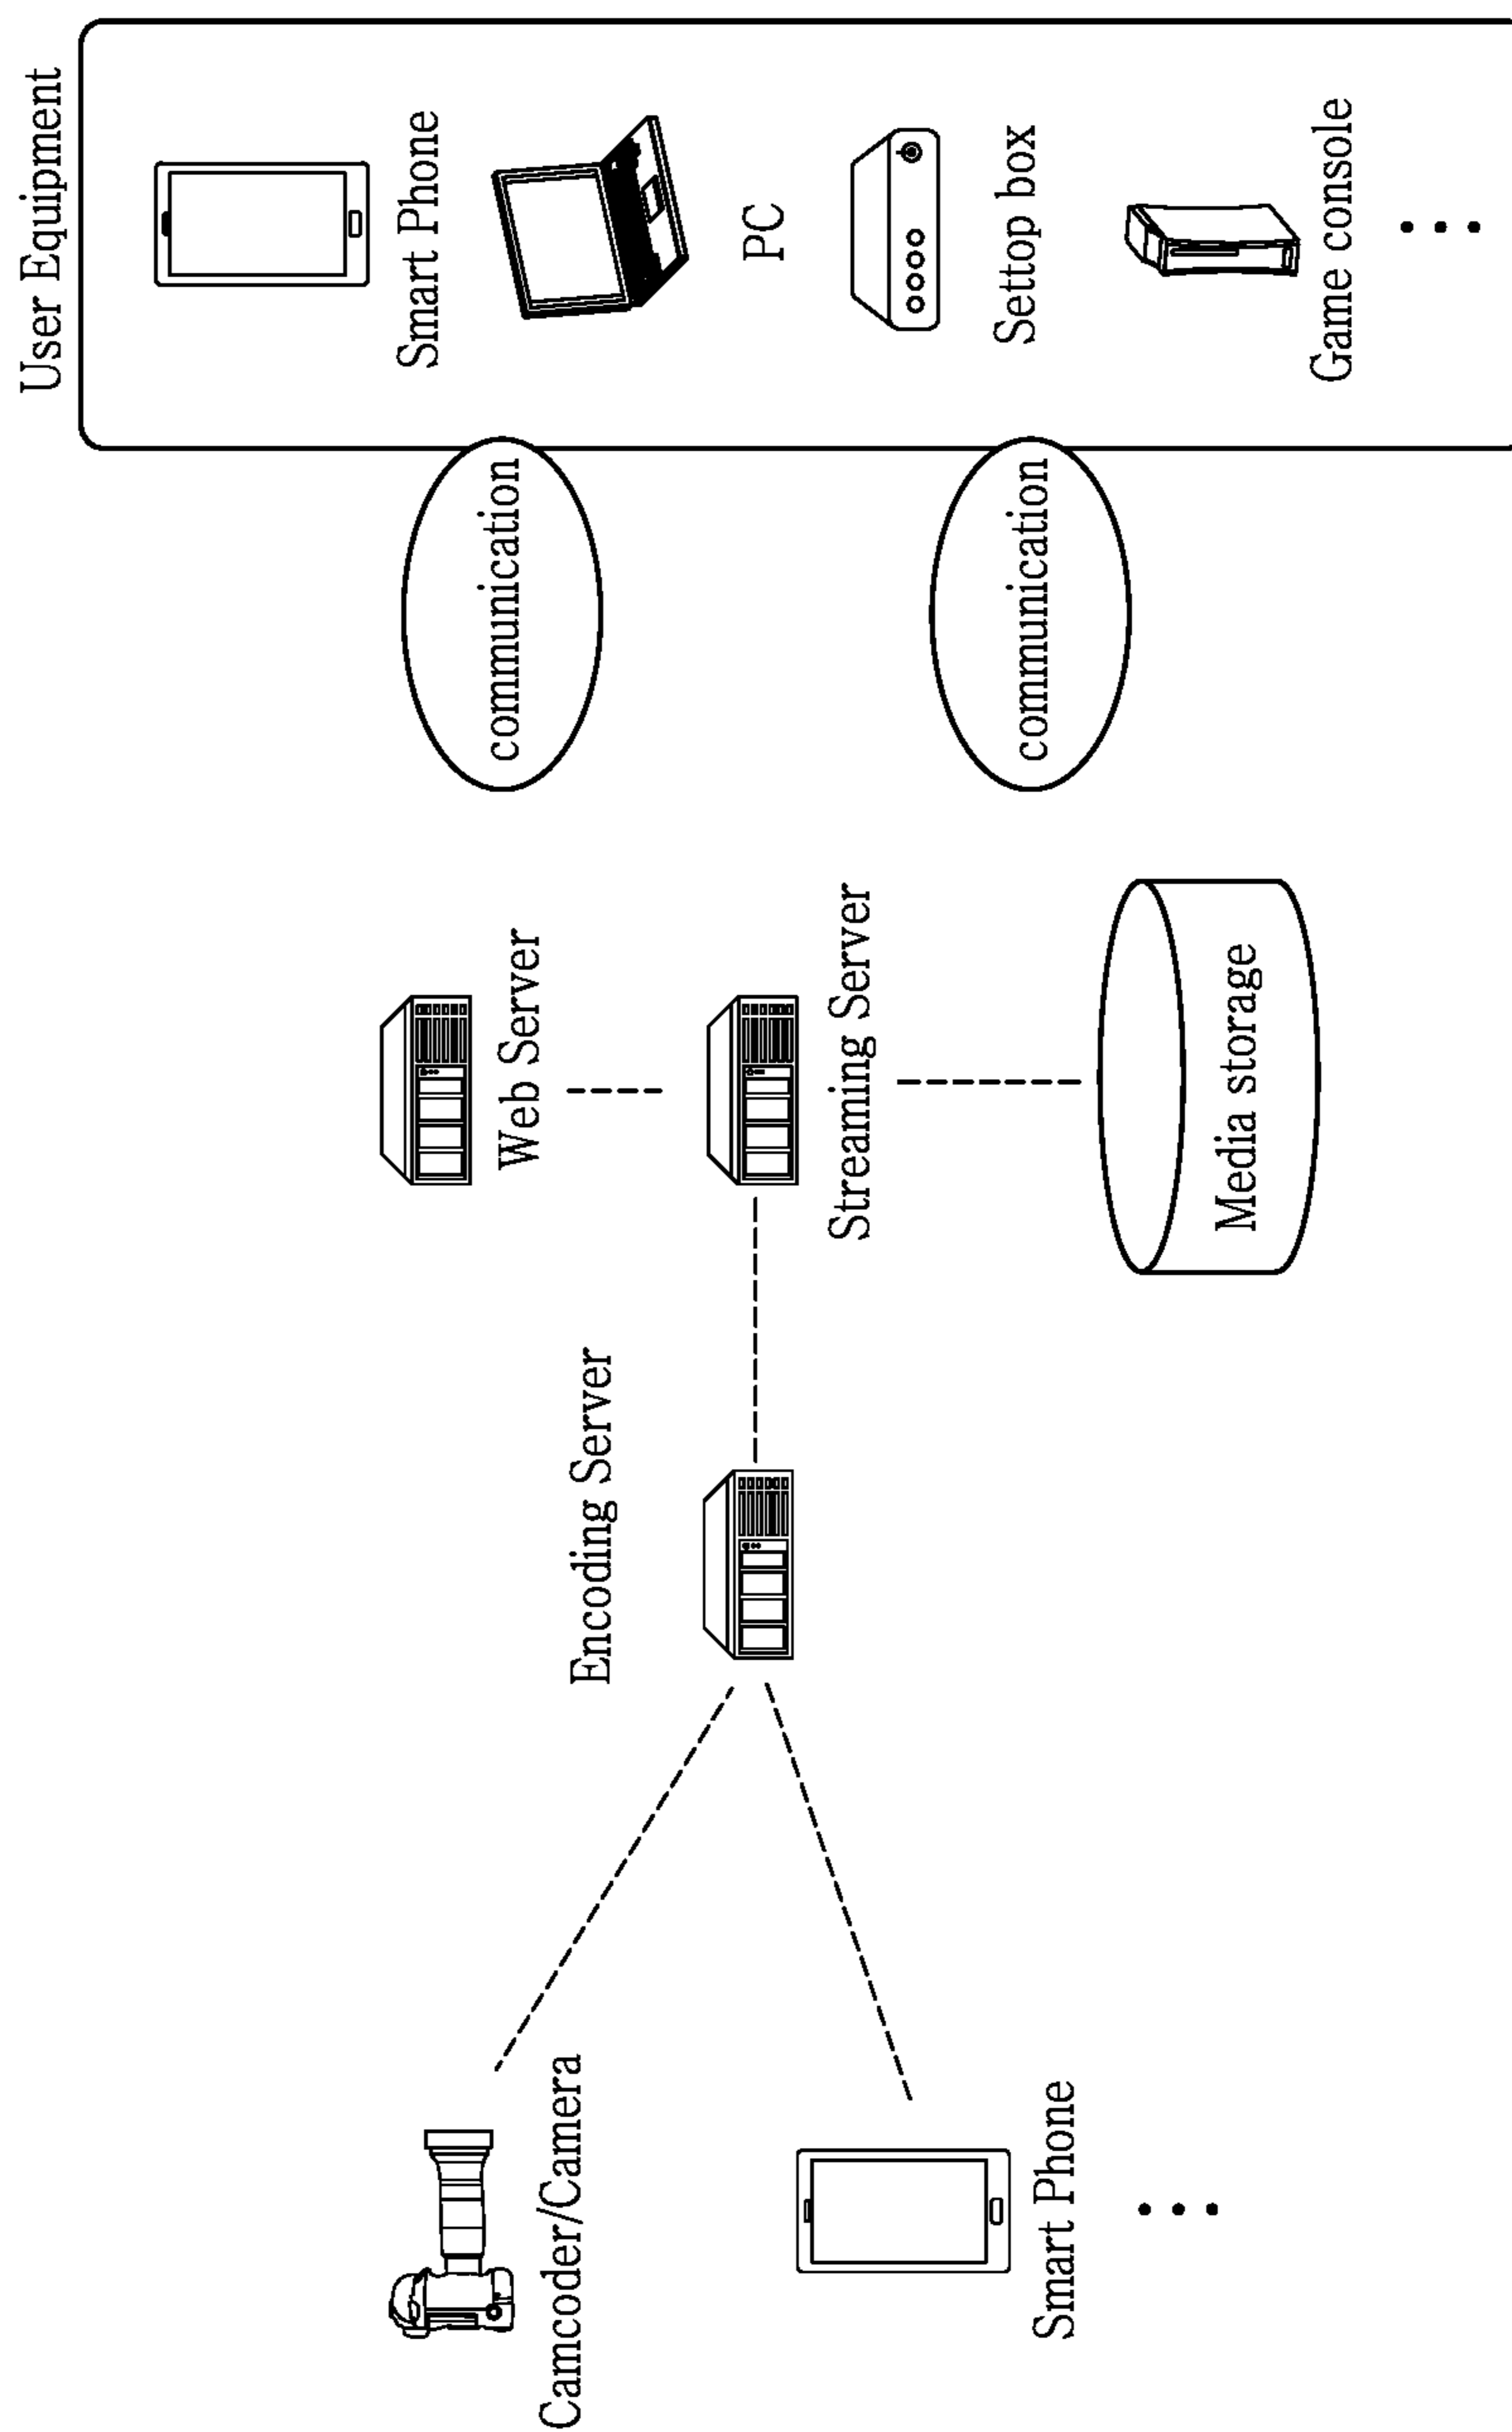 Camcoder/Camera
Smart Phone
Encoding Server
Web Server
Streaming Server
Media storage
communication
communication
User Equipment
Smart Phone
PC
Settop box
Game console